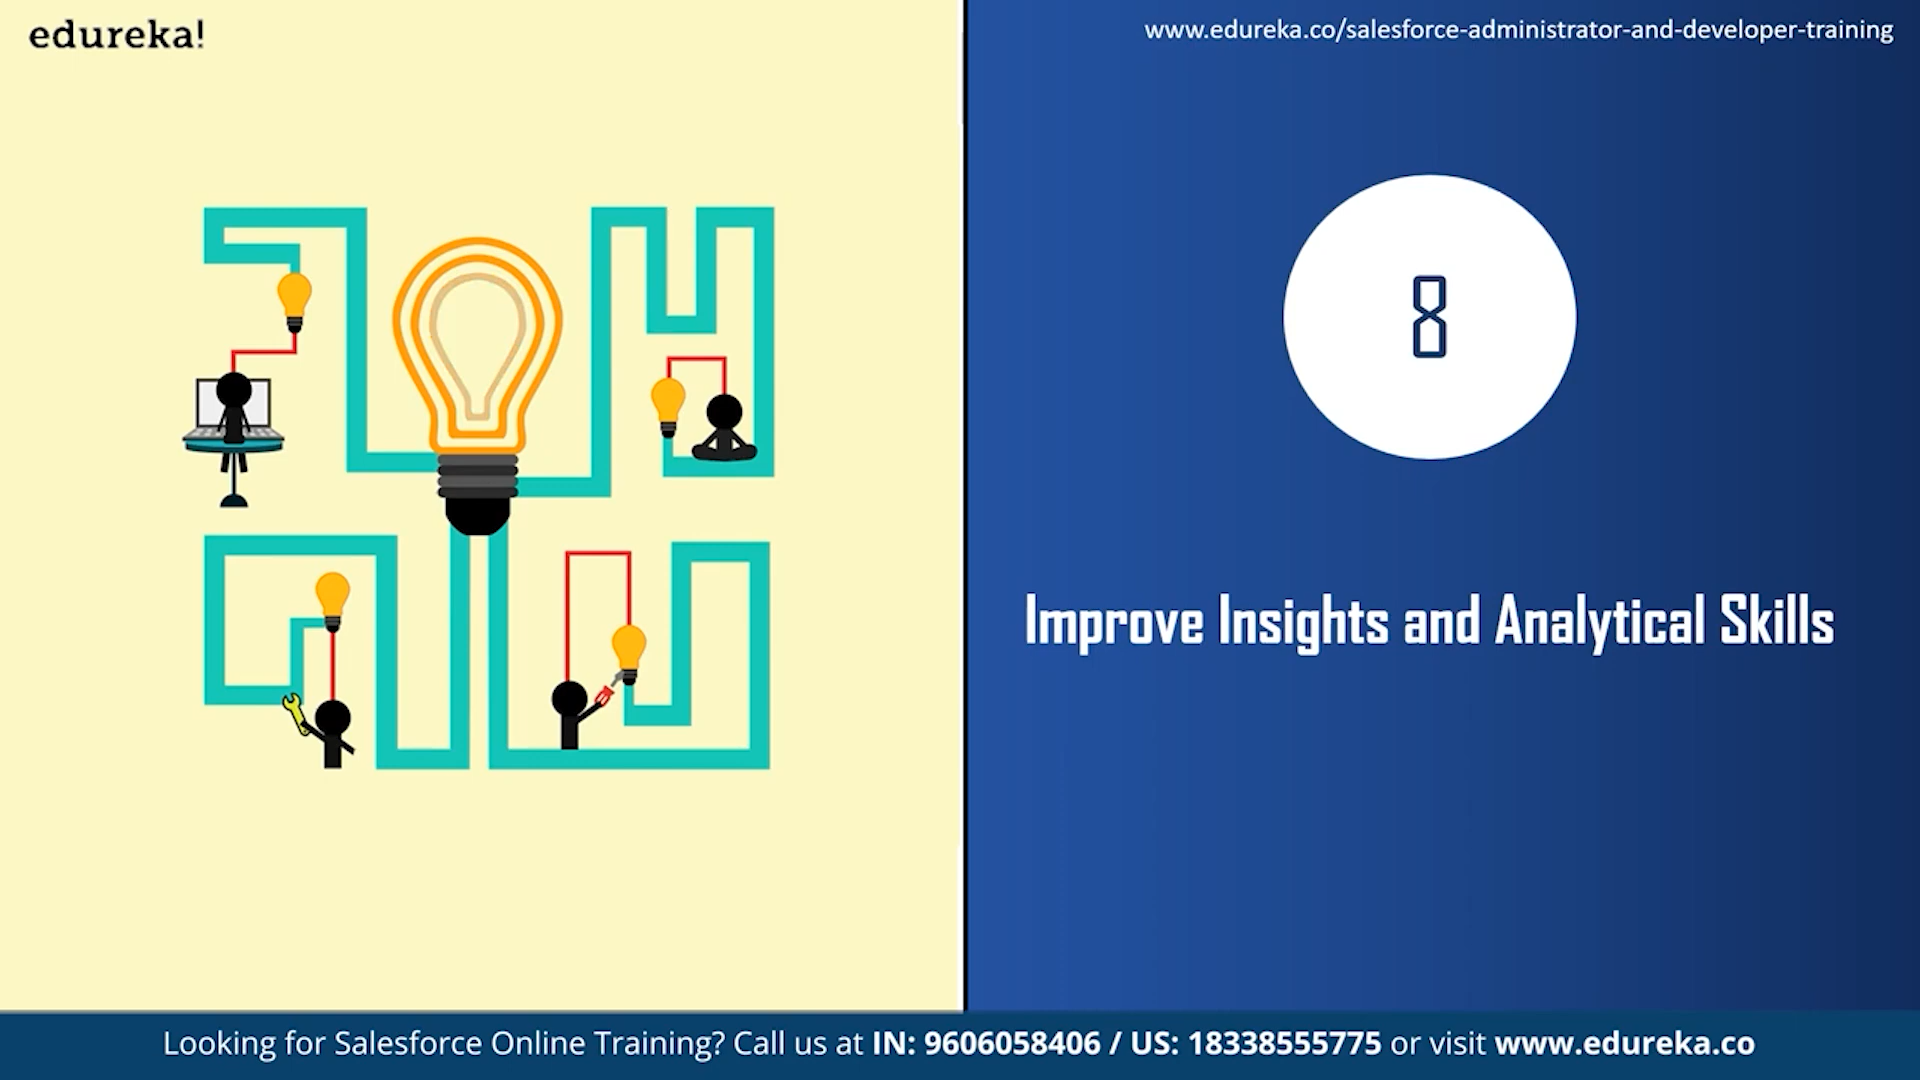 edureka!
www.edureka.co/salesforce-administrator-and-developer-training
8
Improve Insights and Analytical Skills
Looking for Salesforce Online Training? Call us at IN: 9606058406 / US: 18338555775 or visit www.edureka.co